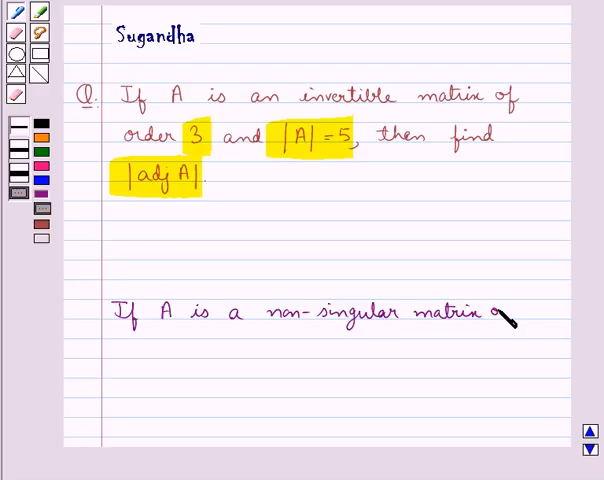 Sugandha
Q. If A is an invertible matrix of
order 3 and |A| = 5, then find
|adj A|.
If A is a non-singular matrix o